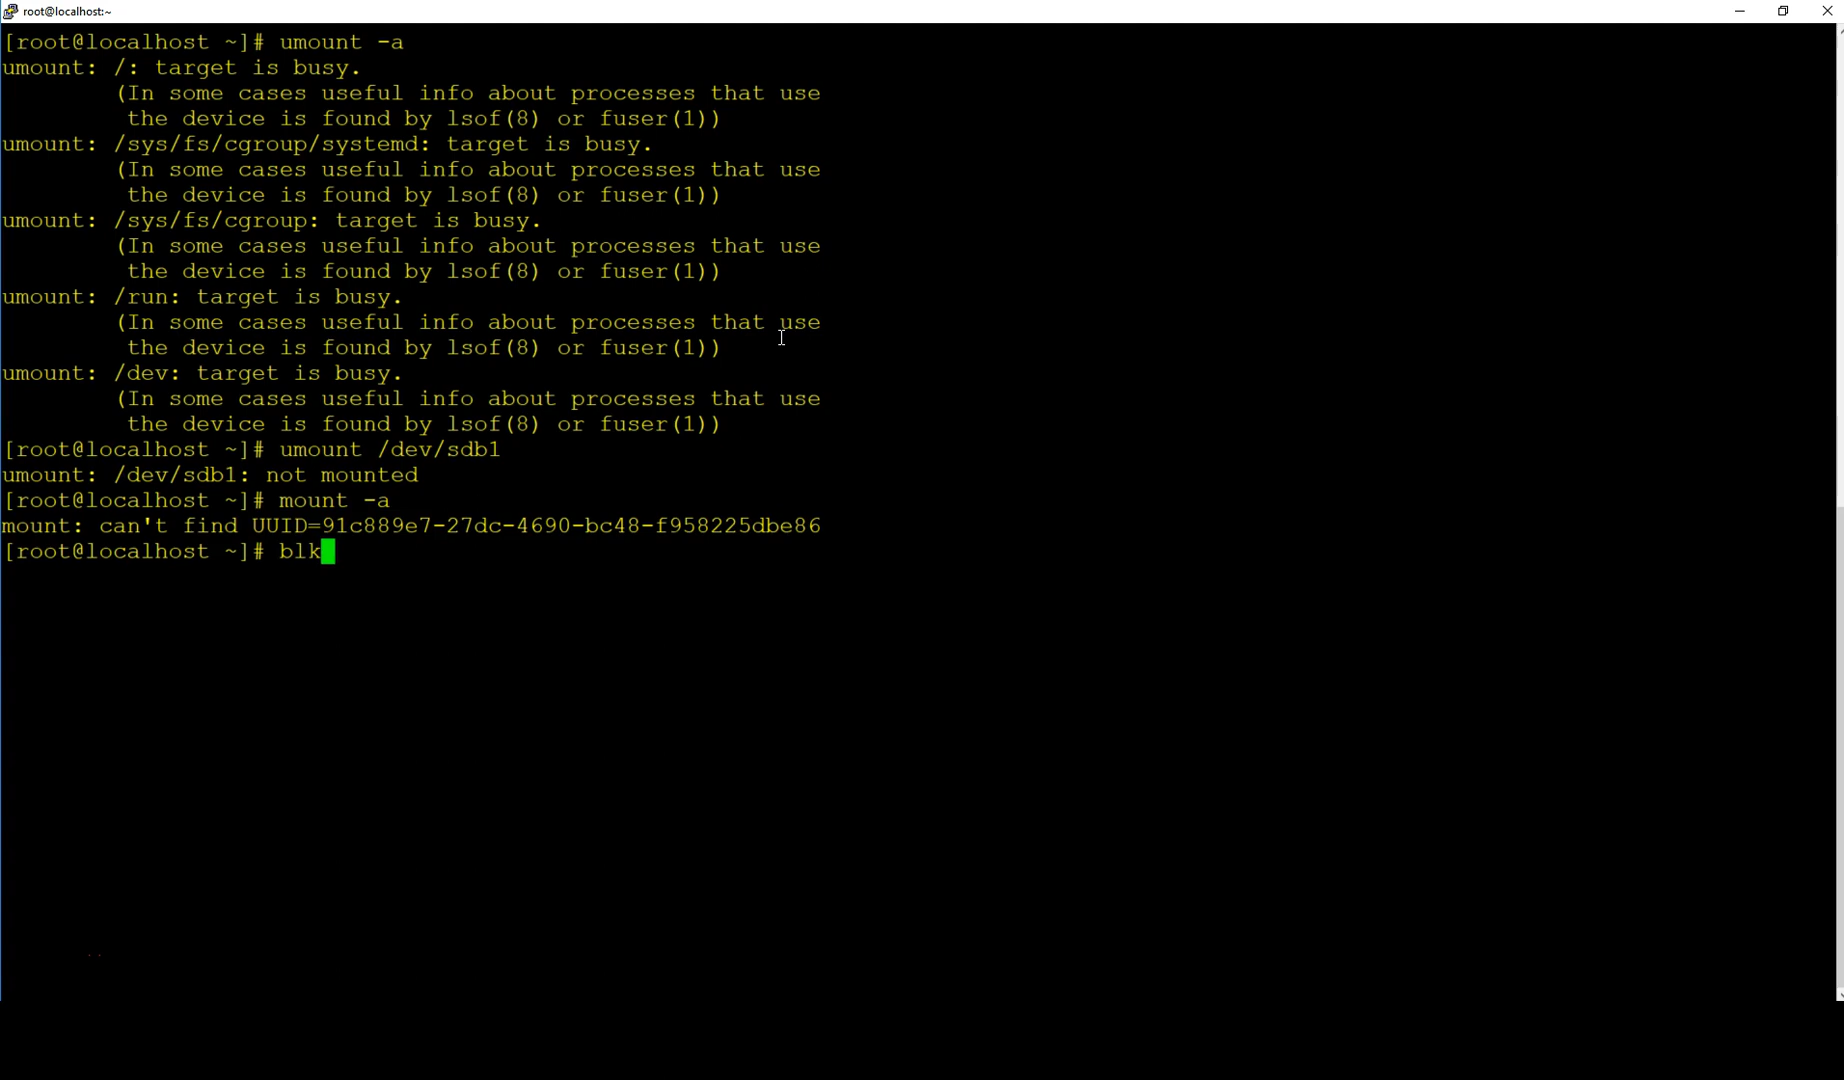 root@localhost:~
[root@localhost ~]# umount -a
umount: /: target is busy.
(In some cases useful info about processes that use
the device is found by lsof(8) or fuser(1))
umount: /sys/fs/cgroup/systemd: target is busy.
(In some cases useful info about processes that use
the device is found by lsof(8) or fuser(1))
umount: /sys/fs/cgroup: target is busy.
(In some cases useful info about processes that use
the device is found by lsof(8) or fuser(1))
umount: /run: target is busy.
(In some cases useful info about processes that use
the device is found by lsof(8) or fuser(1))
umount: /dev: target is busy.
(In some cases useful info about processes that use
the device is found by lsof(8) or fuser(1))
[root@localhost ~]# umount /dev/sdb1
umount: /dev/sdb1: not mounted
[root@localhost ~]# mount -a
mount: can't find UUID=91c889e7-27dc-4690-bc48-f958225dbe86
[root@localhost ~]# blk